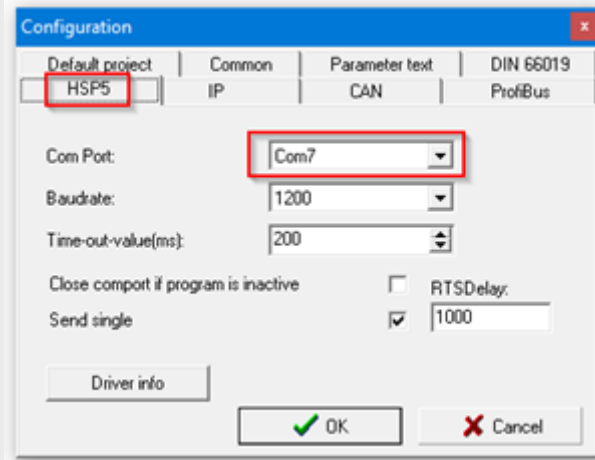 Configuration
x
Default project Common Parameter text DIN 66019
HSP5 IP CAN ProfiBus
Com Port: Com7
Baudrate: 1200
Time-out-value(ms): 200
Close comport if program is inactive RTSDelay:
Send single 1000
Driver info
OK Cancel